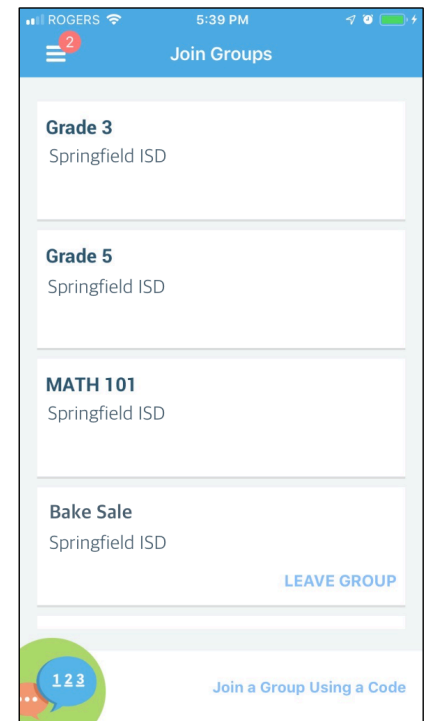 ROGERS 5:39 PM
2
Join Groups
Grade 3
Springfield ISD
Grade 5
Springfield ISD
MATH 101
Springfield ISD
Bake Sale
Springfield ISD
LEAVE GROUP
123
Join a Group Using a Code